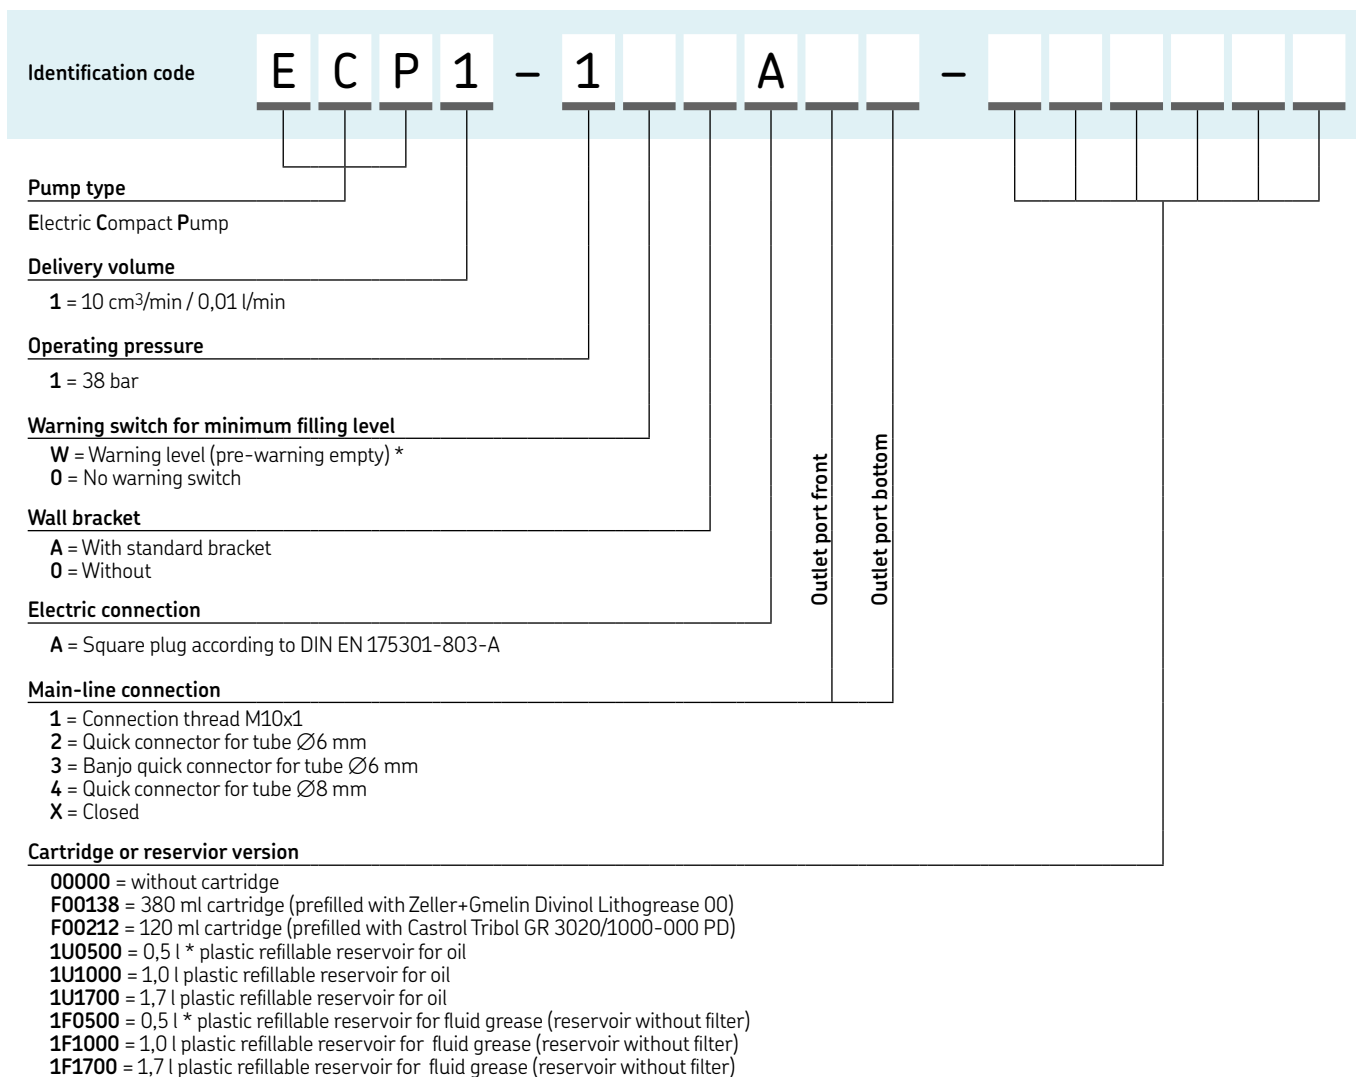 Identification code E C P 1 – 1 A –
Pump type
Electric Compact Pump
Delivery volume
1 = 10 cm3/min / 0,01 l/min
Operating pressure
1 = 38 bar
Warning switch for minimum filling level
W = Warning level (pre-warning empty) *
0 = No warning switch
Wall bracket
A = With standard bracket
0 = Without
Electric connection
A = Square plug according to DIN EN 175301-803-A
Outlet port front
Outlet port bottom
Main-line connection
1 = Connection thread M10x1
2 = Quick connector for tube Ø6 mm
3 = Banjo quick connector for tube Ø6 mm
4 = Quick connector for tube Ø8 mm
X = Closed
Cartridge or reservior version
00000 = without cartridge
F00138 = 380 ml cartridge (prefilled with Zeller+Gmelin Divinol Lithogrease 00)
F00212 = 120 ml cartridge (prefilled with Castrol Tribol GR 3020/1000-000 PD)
1U0500 = 0,5 l * plastic refillable reservoir for oil
1U1000 = 1,0 l plastic refillable reservoir for oil
1U1700 = 1,7 l plastic refillable reservoir for oil
1F0500 = 0,5 l * plastic refillable reservoir for fluid grease (reservoir without filter)
1F1000 = 1,0 l plastic refillable reservoir for fluid grease (reservoir without filter)
1F1700 = 1,7 l plastic refillable reservoir for fluid grease (reservoir without filter)